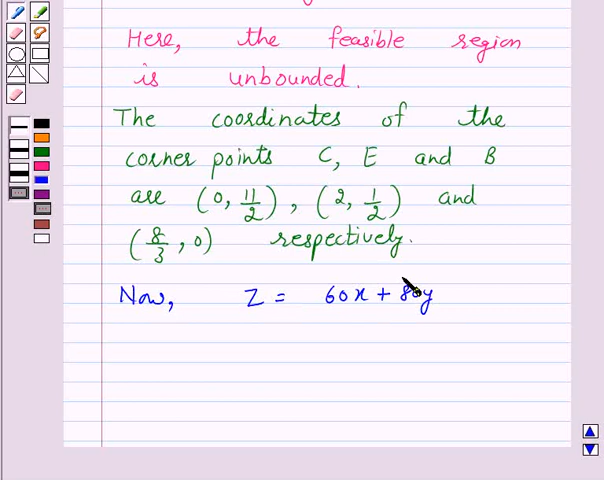 Here, the feasible region
is unbounded.
The coordinates of the
corner points C, E and B
are (0, 11/2), (2, 1/2) and
(8/3, 0) respectively.
Now, Z = 60x + 80y